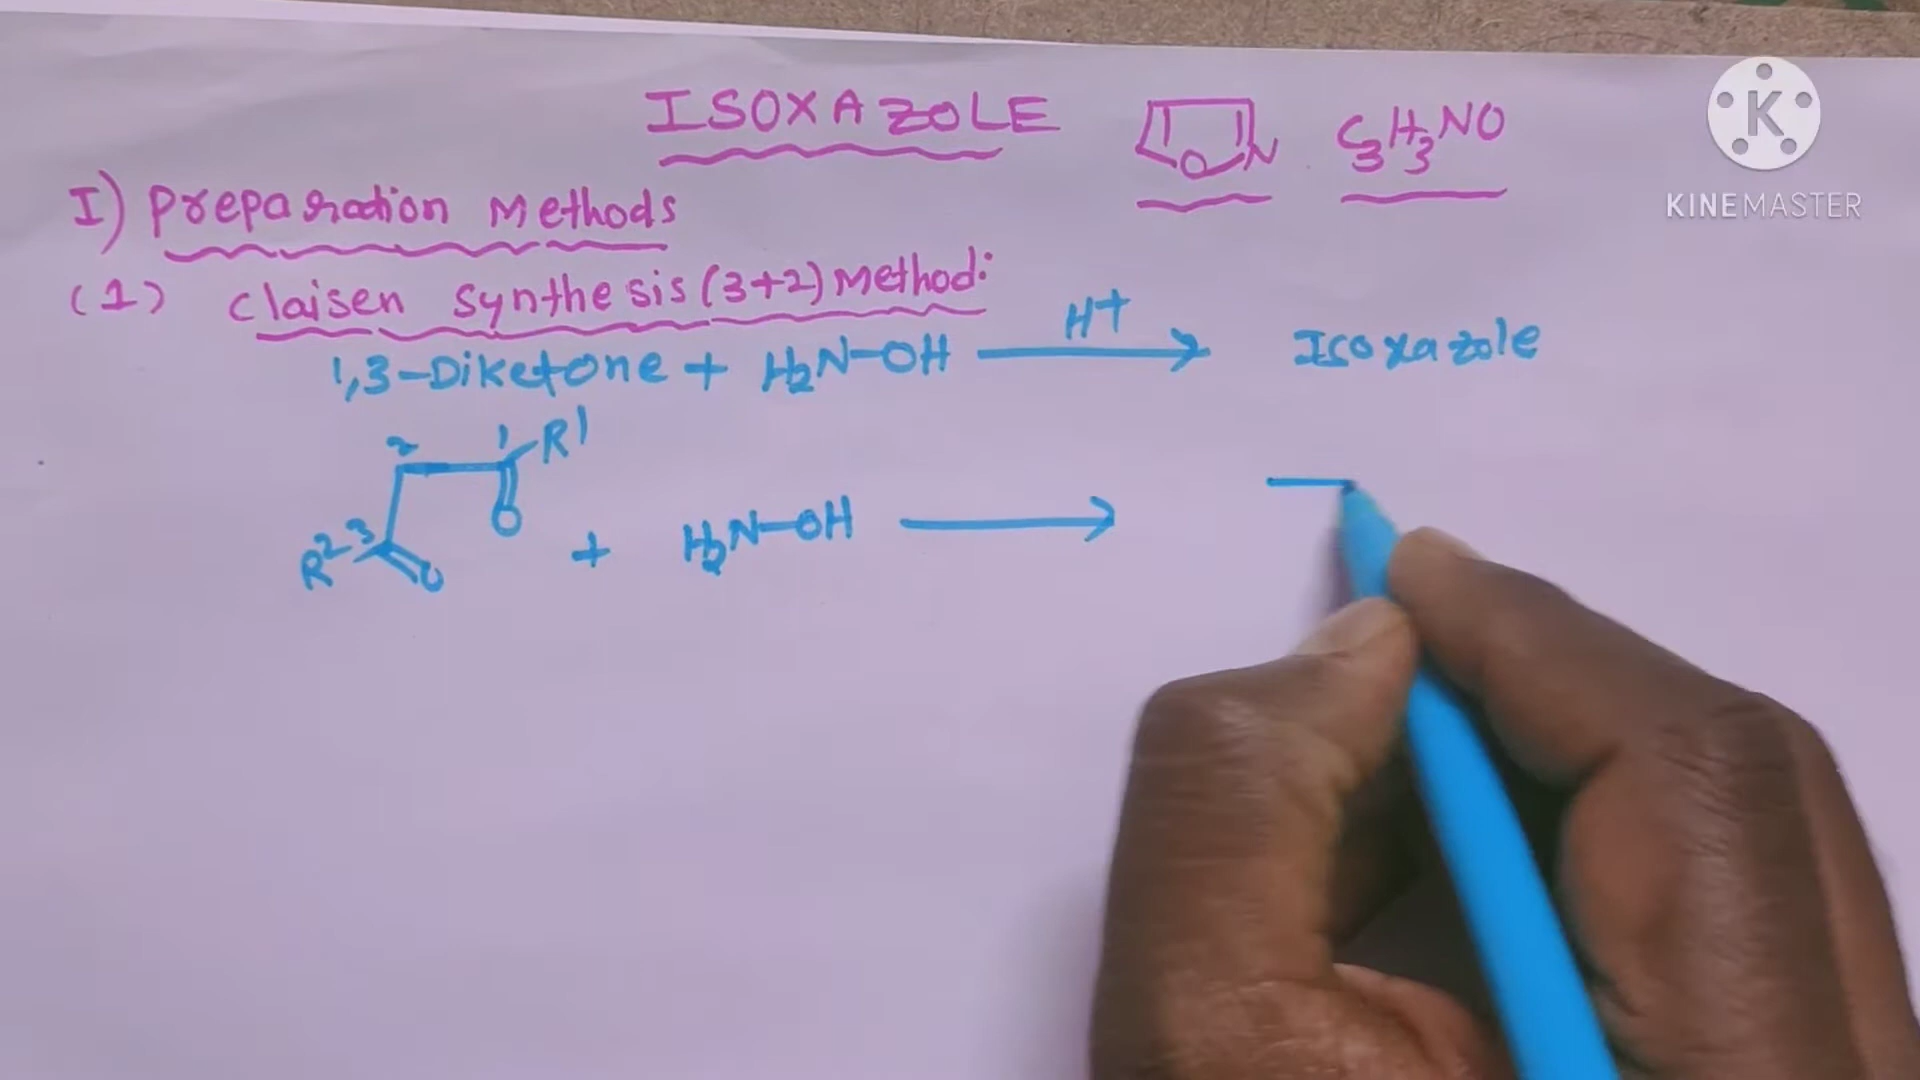 ISOXAZOLE O N C3H3NO
K
KINEMASTER
I) Preparation Methods
(1) Claisen Synthesis (3+2) Method:
1,3-Diketone + H2N-OH H+ Isoxazole
2 1 R1
R2 3 O O + H2N-OH